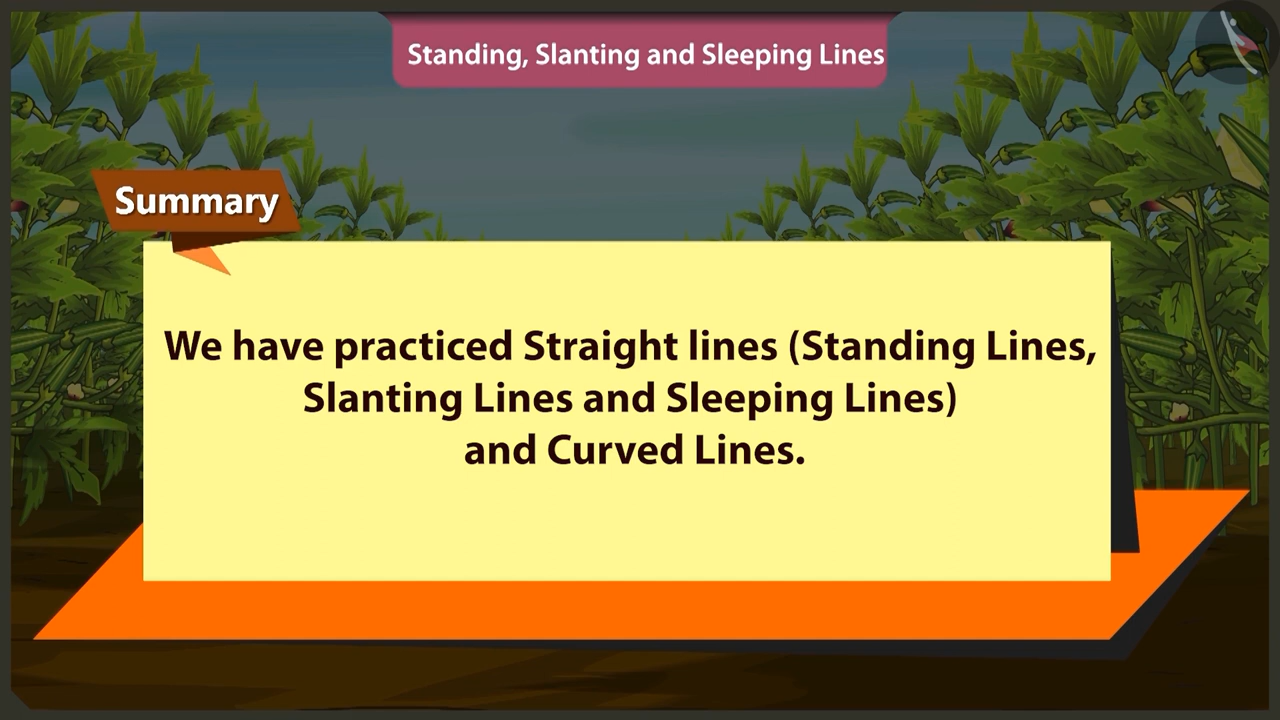 Standing, Slanting and Sleeping Lines
Summary
We have practiced Straight lines (Standing Lines,
Slanting Lines and Sleeping Lines)
and Curved Lines.